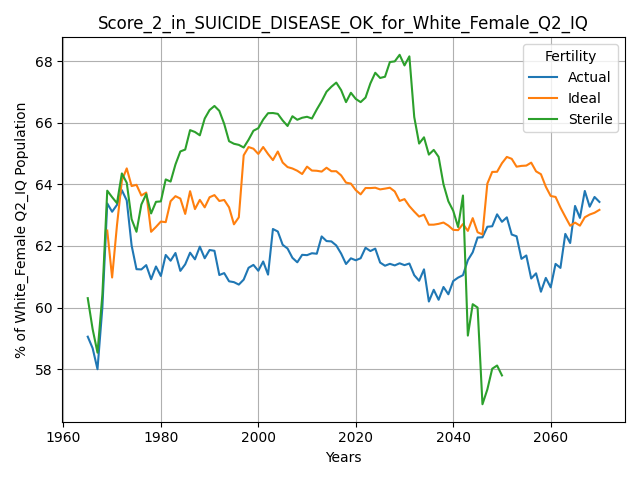 Score_2_in_SUICIDE_DISEASE_OK_for_White_Female_Q2_IQ
% of White_Female Q2_IQ Population
68
66
64
62
60
58
Fertility
Actual
Ideal
Sterile
1960
1980
2000
2020
2040
2060
Years